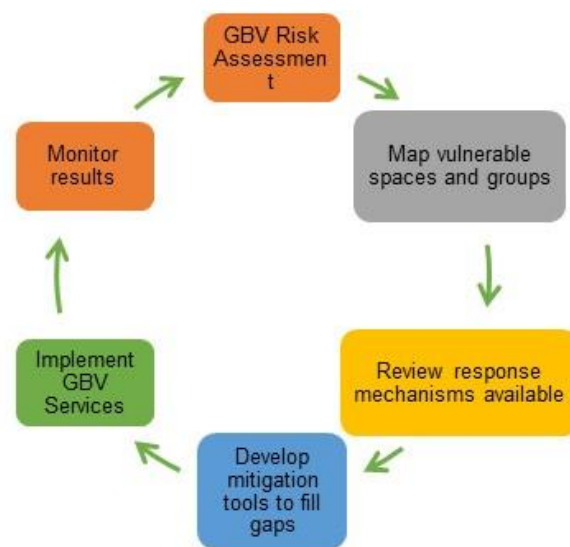 GBV Risk
Assessmen
t
Map vulnerable
spaces and groups
Review response
mechanisms available
Develop
mitigation
tools to fill
gaps
Implement
GBV
Services
Monitor
results